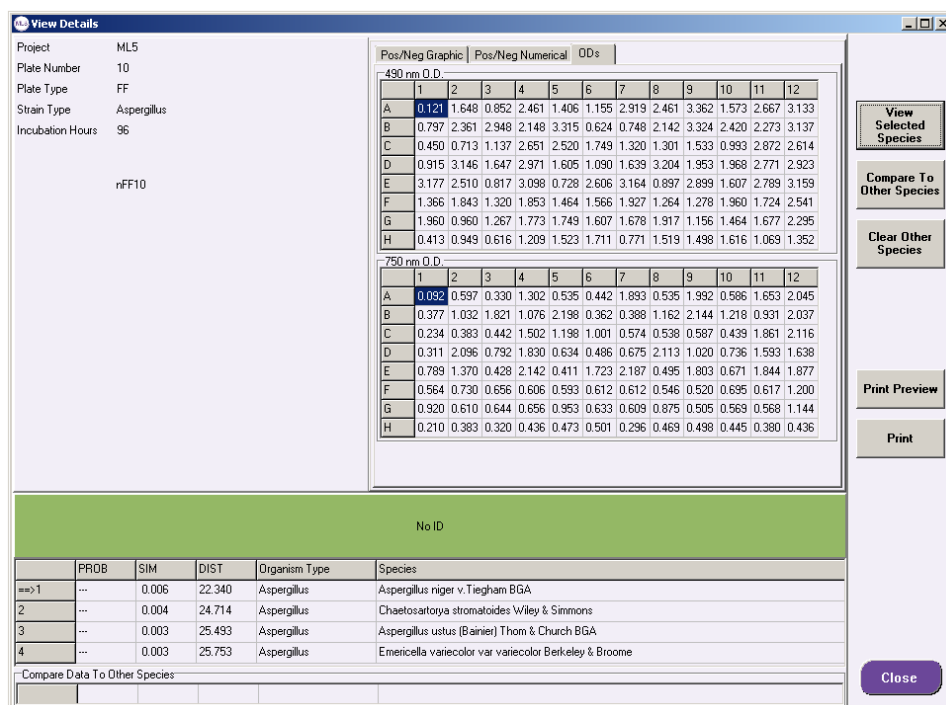 ML5 View Details
Project ML5
Plate Number 10
Plate Type FF
Strain Type Aspergillus
Incubation Hours 96
nFF10
Pos/Neg Graphic Pos/Neg Numerical ODs
490 nm O.D.
1 2 3 4 5 6 7 8 9 10 11 12
A 0.121 1.648 0.852 2.461 1.406 1.155 2.919 2.461 3.362 1.573 2.667 3.133
B 0.797 2.361 2.948 2.148 3.315 0.624 0.748 2.142 3.324 2.420 2.273 3.137
C 0.450 0.713 1.137 2.651 2.520 1.749 1.320 1.301 1.533 0.993 2.872 2.614
D 0.915 3.146 1.647 2.971 1.605 1.090 1.639 3.204 1.953 1.968 2.771 2.923
E 3.177 2.510 0.817 3.098 0.728 2.606 3.164 0.897 2.899 1.607 2.789 3.159
F 1.366 1.843 1.320 1.853 1.464 1.566 1.927 1.264 1.278 1.960 1.724 2.541
G 1.960 0.960 1.267 1.773 1.749 1.607 1.678 1.917 1.156 1.464 1.677 2.295
H 0.413 0.949 0.616 1.209 1.523 1.711 0.771 1.519 1.498 1.616 1.069 1.352
750 nm O.D.
1 2 3 4 5 6 7 8 9 10 11 12
A 0.092 0.597 0.330 1.302 0.535 0.442 1.893 0.535 1.992 0.586 1.653 2.045
B 0.377 1.032 1.821 1.076 2.198 0.362 0.388 1.162 2.144 1.218 0.931 2.037
C 0.234 0.383 0.442 1.502 1.198 1.001 0.574 0.538 0.587 0.439 1.861 2.116
D 0.311 2.096 0.792 1.830 0.634 0.486 0.675 2.113 1.020 0.736 1.593 1.638
E 0.789 1.370 0.428 2.142 0.411 1.723 2.187 0.495 1.803 0.671 1.844 1.877
F 0.564 0.730 0.656 0.606 0.593 0.612 0.612 0.546 0.520 0.695 0.617 1.200
G 0.920 0.610 0.644 0.656 0.953 0.633 0.609 0.875 0.505 0.569 0.568 1.144
H 0.210 0.383 0.320 0.436 0.473 0.501 0.296 0.469 0.498 0.445 0.380 0.436
View
Selected
Species
Compare To
Other Species
Clear Other
Species
Print Preview
Print
No ID
PROB SIM DIST Organism Type Species
==>1 --- 0.006 22.340 Aspergillus Aspergillus niger v.Tiegham BGA
2 --- 0.004 24.714 Aspergillus Chaetosartorya stromatoides Wiley & Simmons
3 --- 0.003 25.493 Aspergillus Aspergillus ustus (Bainier) Thom & Church BGA
4 --- 0.003 25.753 Aspergillus Emericella variecolor var variecolor Berkeley & Broome
Compare Data To Other Species
Close